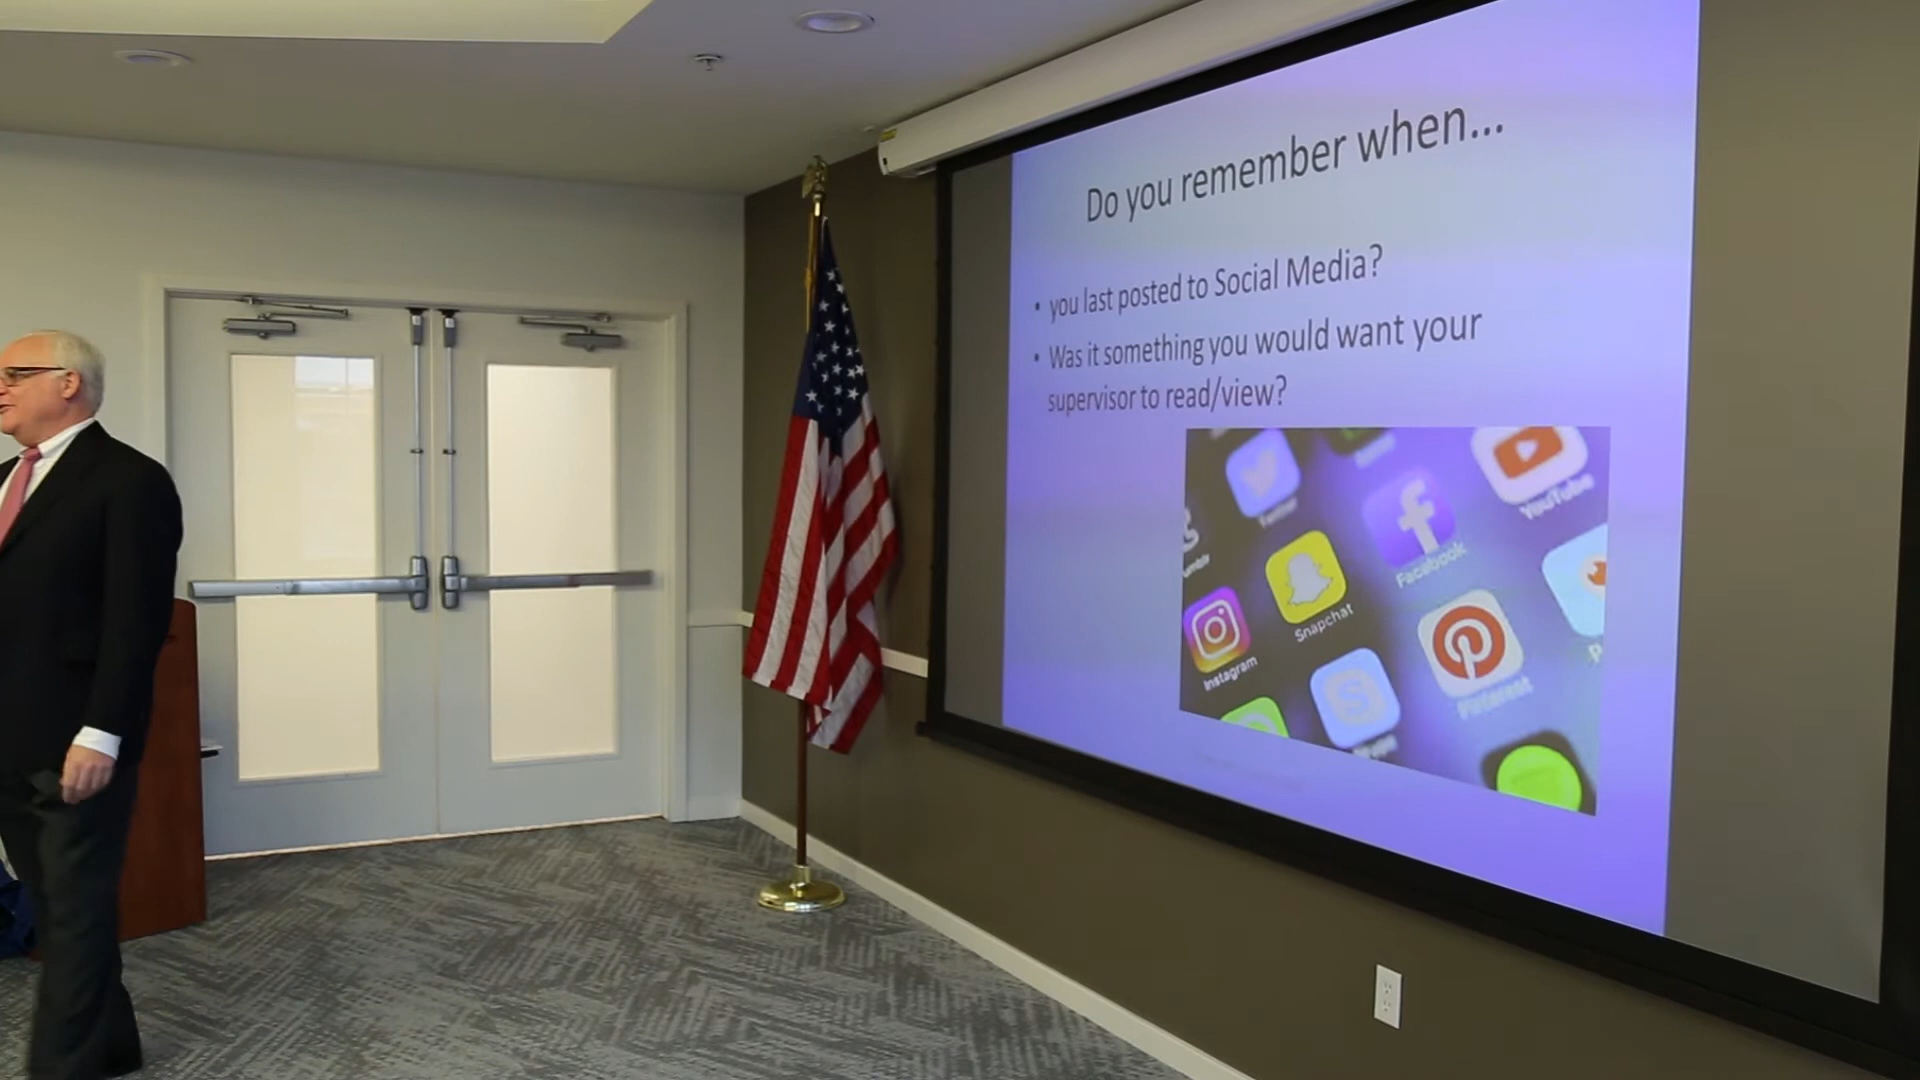 Do you remember when...
• you last posted to Social Media?
• Was it something you would want your
supervisor to read/view?
Twitter
YouTube
Facebook
Snapchat
Instagram
Pinterest